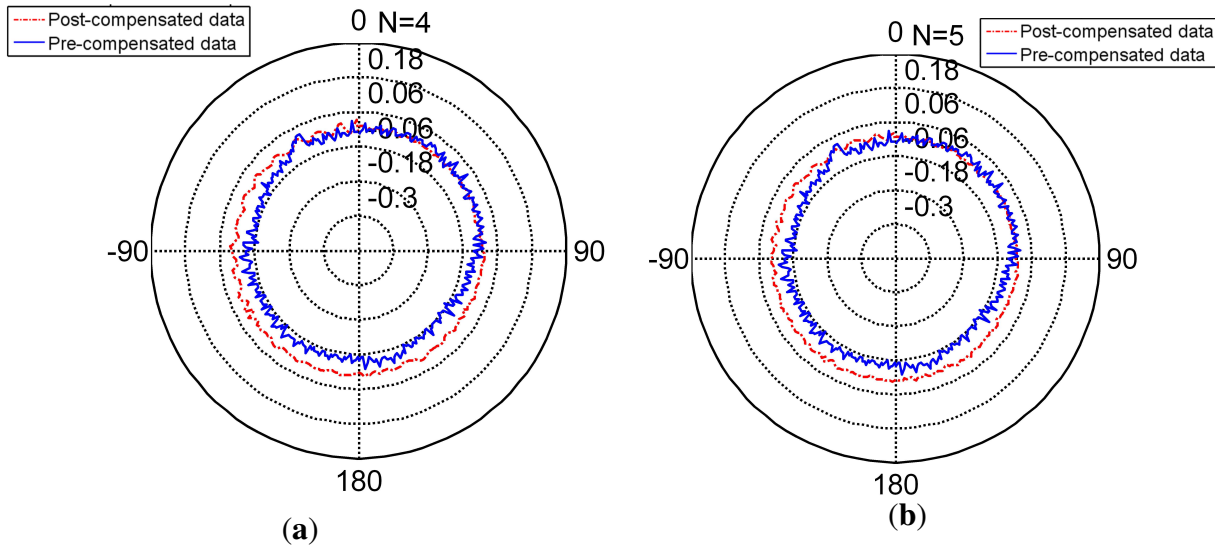 Post-compensated data
Pre-compensated data
0 N=4
0.18
0.06
0.06
-0.18
-0.3
-90
90
180
(a)
Post-compensated data
Pre-compensated data
0 N=5
0.18
0.06
0.06
-0.18
-0.3
-90
90
180
(b)